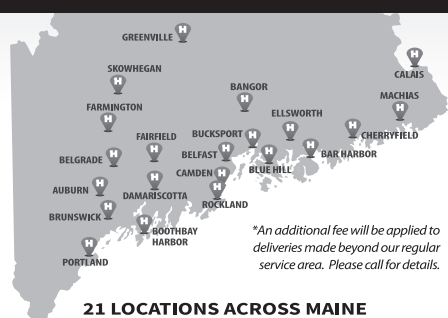 GREENVILLE
H
SKOWHEGAN
H
CALAIS
H
BANGOR
H
MACHIAS
H
FARMINGTON
H
ELLSWORTH
H
CHERRYFIELD
H
FAIRFIELD
H
BUCKSPORT
H
BAR HARBOR
H
BELGRADE
H
BELFAST
H
BLUE HILL
H
CAMDEN
H
AUBURN
H
DAMARISCOTTA
H
ROCKLAND
H
BRUNSWICK
H
BOOTHBAY
HARBOR
H
PORTLAND
H
*An additional fee will be applied to
deliveries made beyond our regular
service area. Please call for details.
21 LOCATIONS ACROSS MAINE